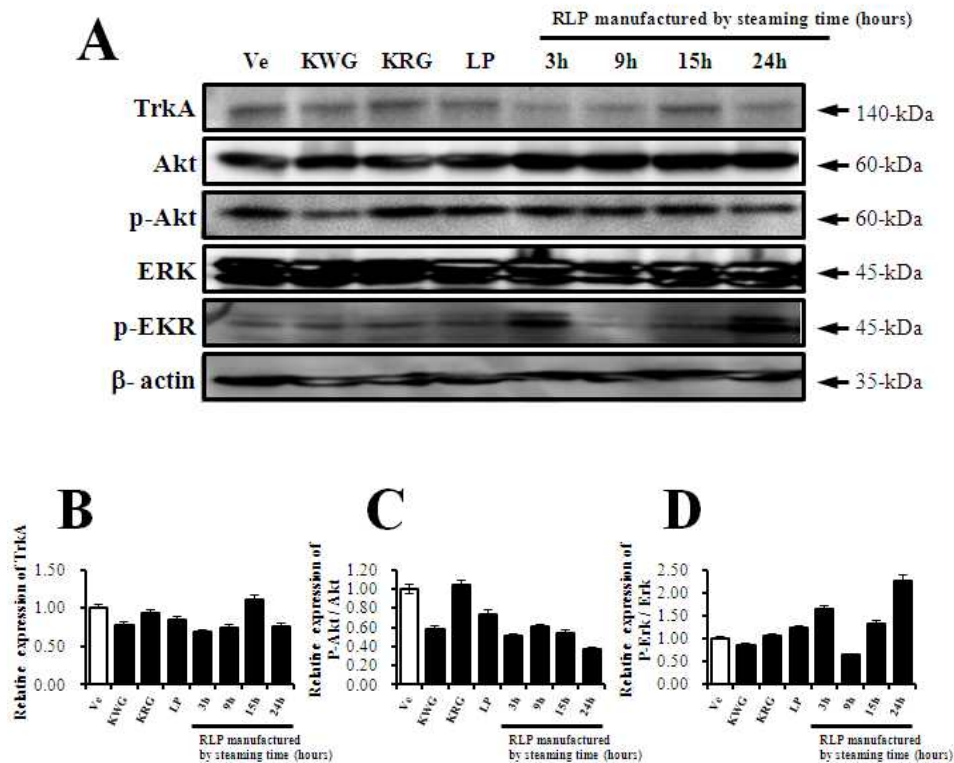 A
RLP manufactured by steaming time (hours)
Ve KWG KRG LP 3h 9h 15h 24h
TrkA
140-kDa
Akt
60-kDa
p-Akt
60-kDa
ERK
45-kDa
p-EKR
45-kDa
β- actin
35-kDa
B
Relative expression of TrkA
1.50
1.00
0.50
0.00
Ve KWG KRG LP 3h 9h 15h 24h
RLP manufactured
by steaming time (hours)
C
Relative expression of
P-Akt / Akt
1.20
1.00
0.80
0.60
0.40
0.20
0.00
Ve KWG KRG LP 3h 9h 15h 24h
RLP manufactured
by steaming time (hours)
D
Relative expression of
P-Erk / Erk
2.50
2.00
1.50
1.00
0.50
0.00
Ve KWG KRG LP 3h 9h 15h 24h
RLP manufactured
by steaming time (hours)